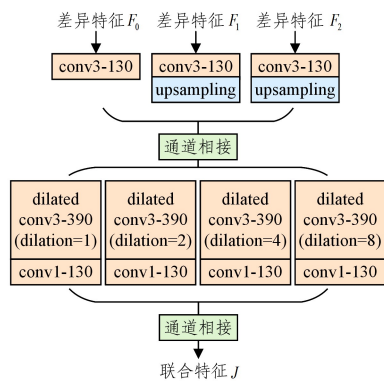 差异特征 F₀ 差异特征 F₁ 差异特征 F₂
conv3-130 conv3-130 conv3-130
upsampling upsampling
通道相接
dilated dilated dilated dilated
conv3-390 conv3-390 conv3-390 conv3-390
(dilation=1) (dilation=2) (dilation=4) (dilation=8)
conv1-130 conv1-130 conv1-130 conv1-130
通道相接
联合特征 J